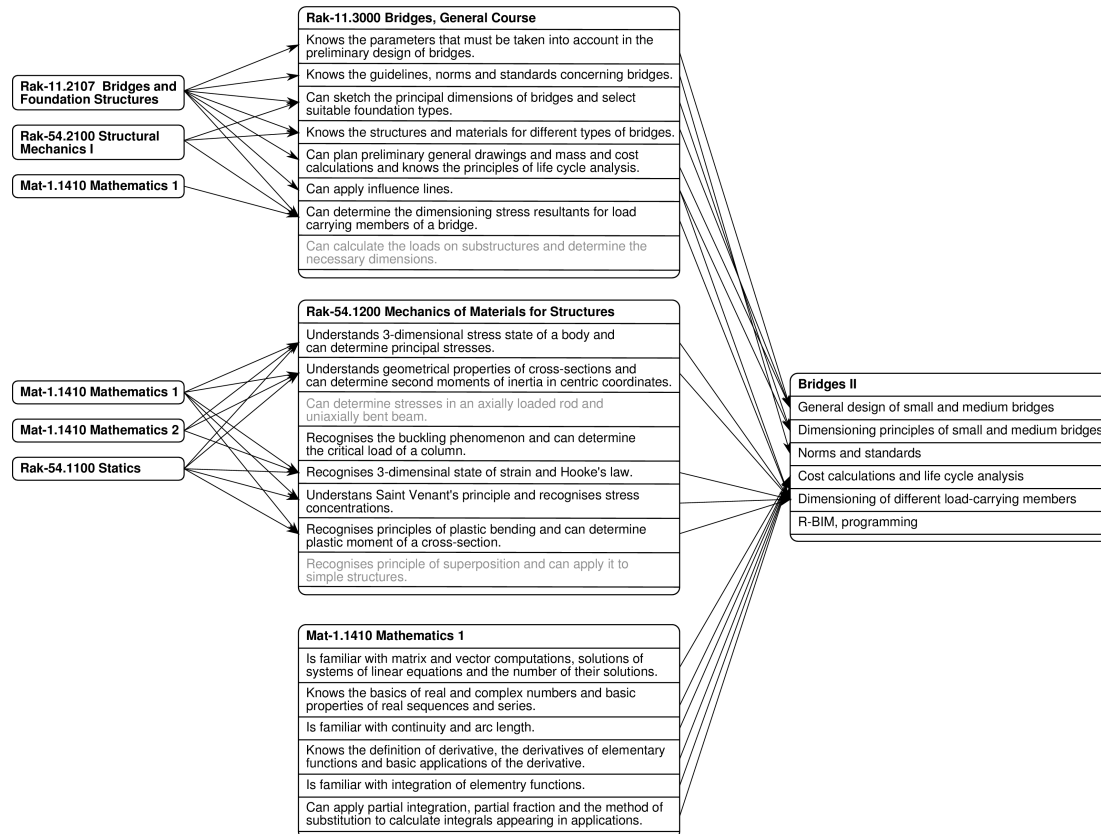 Rak-11.3000 Bridges, General Course
Knows the parameters that must be taken into account in the
preliminary design of bridges.
Knows the guidelines, norms and standards concerning bridges.
Can sketch the principal dimensions of bridges and select
suitable foundation types.
Knows the structures and materials for different types of bridges.
Can plan preliminary general drawings and mass and cost
calculations and knows the principles of life cycle analysis.
Can apply influence lines.
Can determine the dimensioning stress resultants for load
carrying members of a bridge.
Can calculate the loads on substructures and determine the
necessary dimensions.
Rak-11.2107 Bridges and
Foundation Structures
Rak-54.2100 Structural
Mechanics I
Mat-1.1410 Mathematics 1
Rak-54.1200 Mechanics of Materials for Structures
Understands 3-dimensional stress state of a body and
can determine principal stresses.
Understands geometrical properties of cross-sections and
can determine second moments of inertia in centric coordinates.
Can determine stresses in an axially loaded rod and
uniaxially bent beam.
Recognises the buckling phenomenon and can determine
the critical load of a column.
Recognises 3-dimensinal state of strain and Hooke's law.
Understans Saint Venant's principle and recognises stress
concentrations.
Recognises principles of plastic bending and can determine
plastic moment of a cross-section.
Recognises principle of superposition and can apply it to
simple structures.
Mat-1.1410 Mathematics 1
Mat-1.1410 Mathematics 2
Rak-54.1100 Statics
Bridges II
General design of small and medium bridges
Dimensioning principles of small and medium bridges
Norms and standards
Cost calculations and life cycle analysis
Dimensioning of different load-carrying members
R-BIM, programming
Mat-1.1410 Mathematics 1
Is familiar with matrix and vector computations, solutions of
systems of linear equations and the number of their solutions.
Knows the basics of real and complex numbers and basic
properties of real sequences and series.
Is familiar with continuity and arc length.
Knows the definition of derivative, the derivatives of elementary
functions and basic applications of the derivative.
Is familiar with integration of elementry functions.
Can apply partial integration, partial fraction and the method of
substitution to calculate integrals appearing in applications.